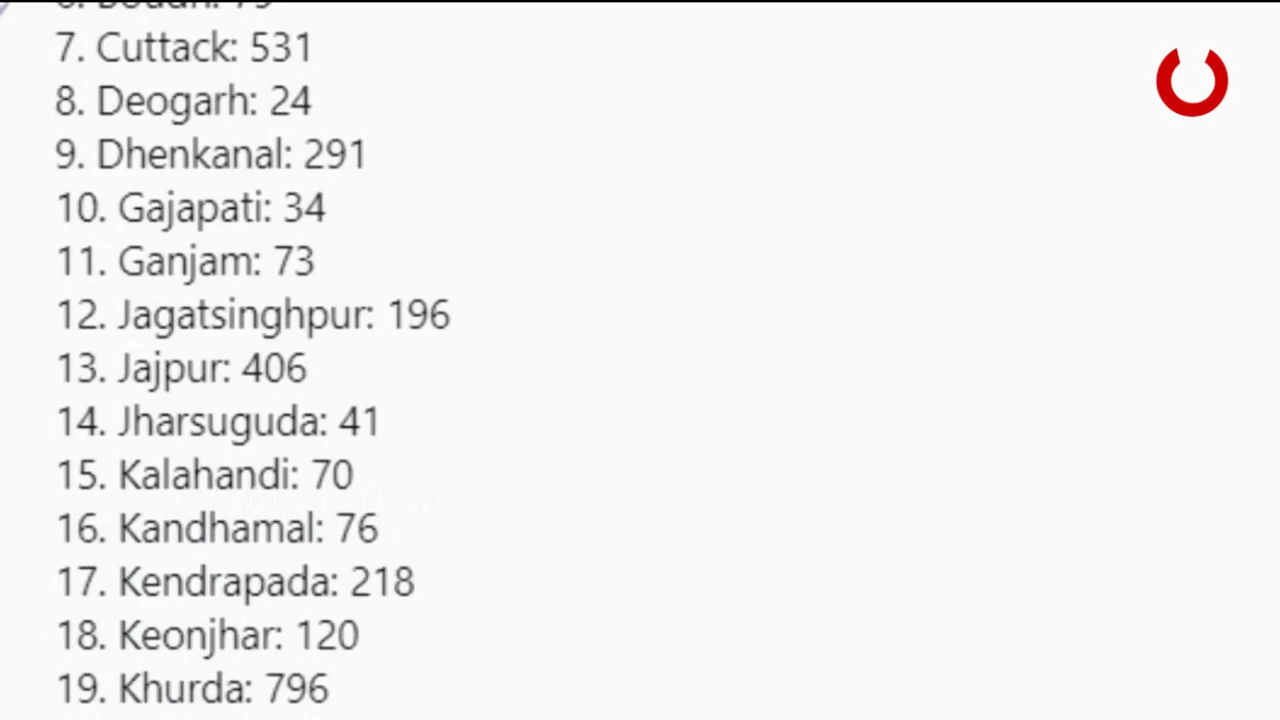 7. Cuttack: 531
8. Deogarh: 24
9. Dhenkanal: 291
10. Gajapati: 34
11. Ganjam: 73
12. Jagatsinghpur: 196
13. Jajpur: 406
14. Jharsuguda: 41
15. Kalahandi: 70
16. Kandhamal: 76
17. Kendrapada: 218
18. Keonjhar: 120
19. Khurda: 796